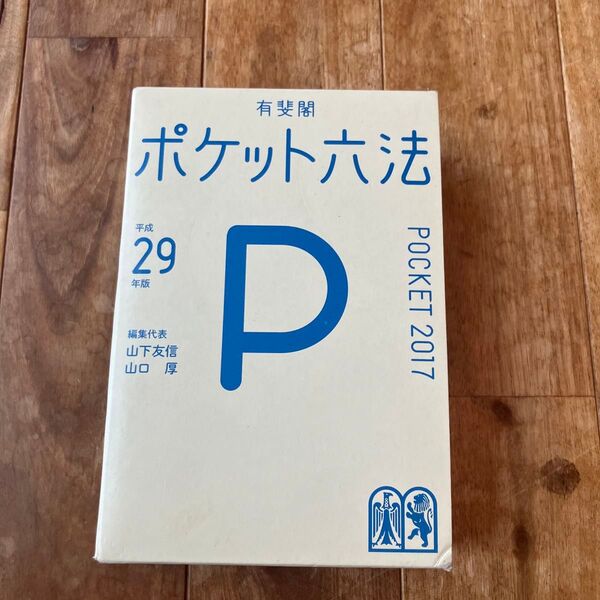 有斐閣
ポケット六法
平成
29
年版
P
POCKET 2017
編集代表
山下友信
山口 厚